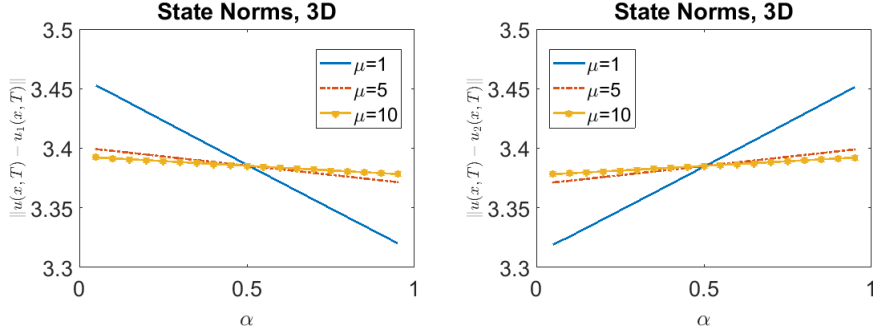 State Norms, 3D
‖u(x, T) − u₁(x, T)‖
3.5
3.45
3.4
3.35
3.3
μ=1
μ=5
μ=10
0
0.5
1
α
State Norms, 3D
‖u(x, T) − u₂(x, T)‖
3.5
3.45
3.4
3.35
3.3
μ=1
μ=5
μ=10
0
0.5
1
α